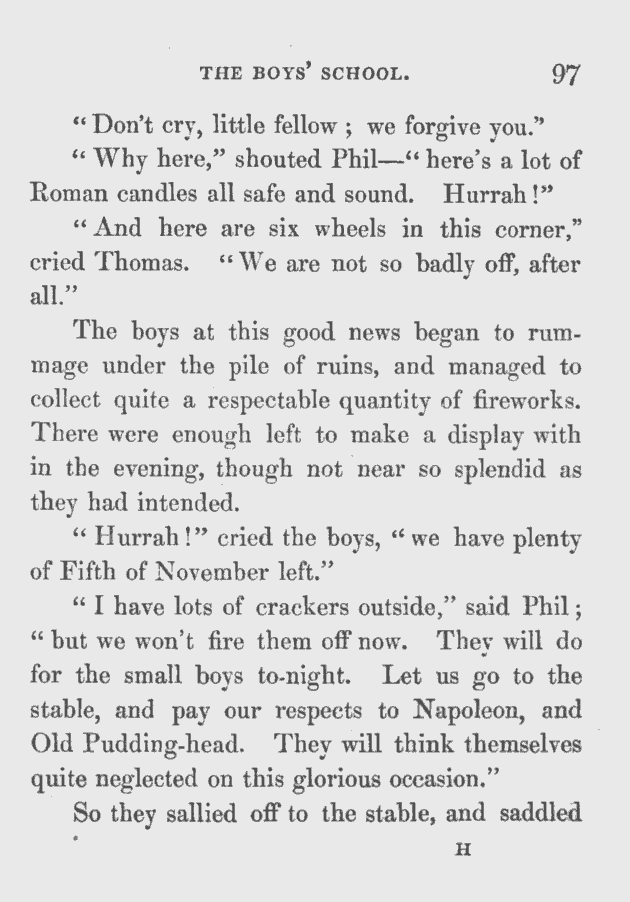 THE BOYS' SCHOOL. 97
“Don't cry, little fellow ; we forgive you.”
“ Why here,” shouted Phil—“ here's a lot of
Roman candles all safe and sound. Hurrah !”
“ And here are six wheels in this corner,”
cried Thomas. “ We are not so badly off, after
all.”
The boys at this good news began to rum-
mage under the pile of ruins, and managed to
collect quite a respectable quantity of fireworks.
There were enough left to make a display with
in the evening, though not near so splendid as
they had intended.
“ Hurrah !” cried the boys, “ we have plenty
of Fifth of November left.”
“ I have lots of crackers outside,” said Phil ;
“ but we won't fire them off now. They will do
for the small boys to-night. Let us go to the
stable, and pay our respects to Napoleon, and
Old Pudding-head. They will think themselves
quite neglected on this glorious occasion.”
So they sallied off to the stable, and saddled
H